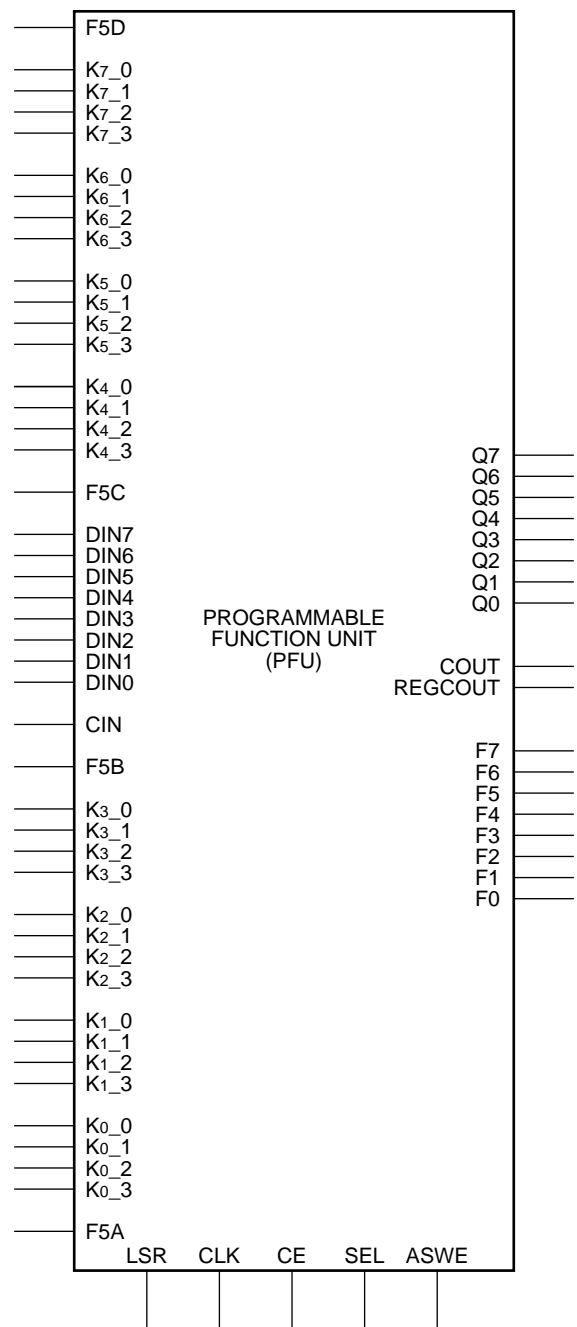 F5D
K7_0
K7_1
K7_2
K7_3
K6_0
K6_1
K6_2
K6_3
K5_0
K5_1
K5_2
K5_3
K4_0
K4_1
K4_2
K4_3
F5C
DIN7
DIN6
DIN5
DIN4
DIN3
DIN2
DIN1
DIN0
CIN
F5B
K3_0
K3_1
K3_2
K3_3
K2_0
K2_1
K2_2
K2_3
K1_0
K1_1
K1_2
K1_3
K0_0
K0_1
K0_2
K0_3
F5A
PROGRAMMABLE
FUNCTION UNIT
(PFU)
Q7
Q6
Q5
Q4
Q3
Q2
Q1
Q0
COUT
REGCOUT
F7
F6
F5
F4
F3
F2
F1
F0
LSR CLK CE SEL ASWE